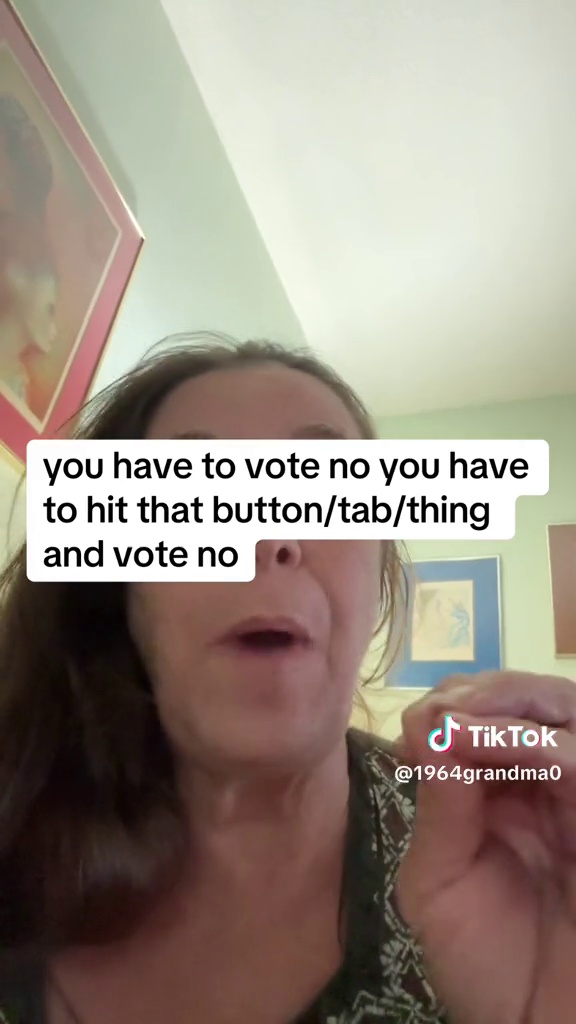 you have to vote no you have
to hit that button/tab/thing
and vote no
TikTok
@1964grandma0